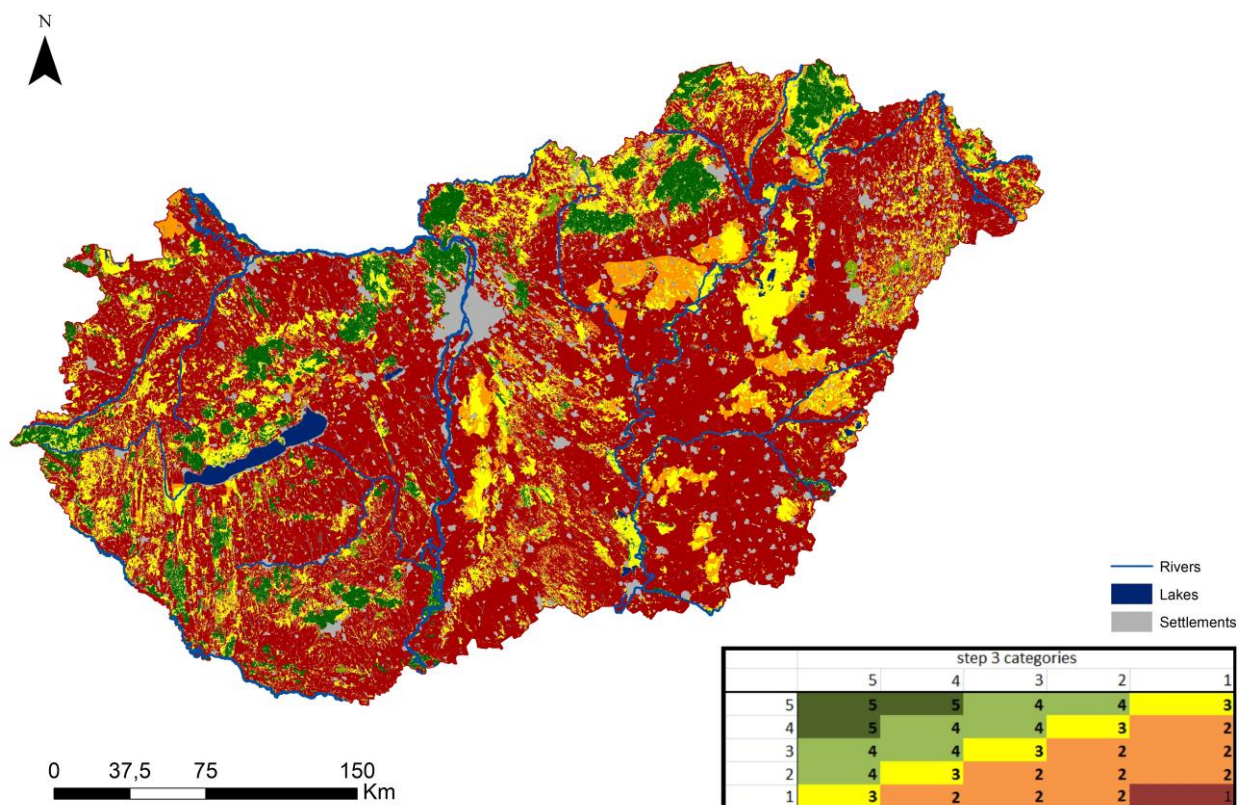 N
Rivers
Lakes
Settlements
step 3 categories
5 4 3 2 1
5 5 5 4 4 3
4 5 4 4 3 2
3 4 4 3 2 2
2 4 3 2 2 2
1 3 2 2 2 1
0 37,5 75 150
Km